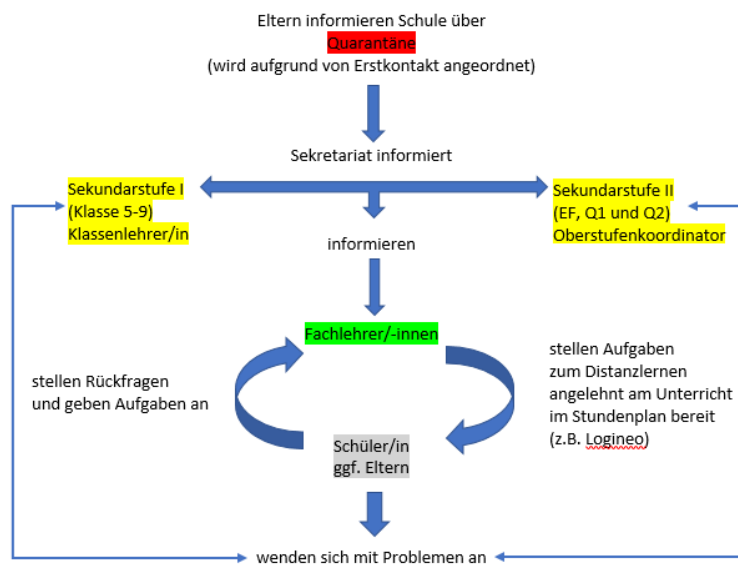 Eltern informieren Schule über
Quarantäne
(wird aufgrund von Erstkontakt angeordnet)
Sekretariat informiert
Sekundarstufe I
(Klasse 5-9)
Klassenlehrer/in
Sekundarstufe II
(EF, Q1 und Q2)
Oberstufenkoordinator
informieren
Fachlehrer/-innen
stellen Rückfragen
und geben Aufgaben an
stellen Aufgaben
zum Distanzlernen
angelehnt am Unterricht
im Stundenplan bereit
(z.B. Logineo)
Schüler/in
ggf. Eltern
wenden sich mit Problemen an